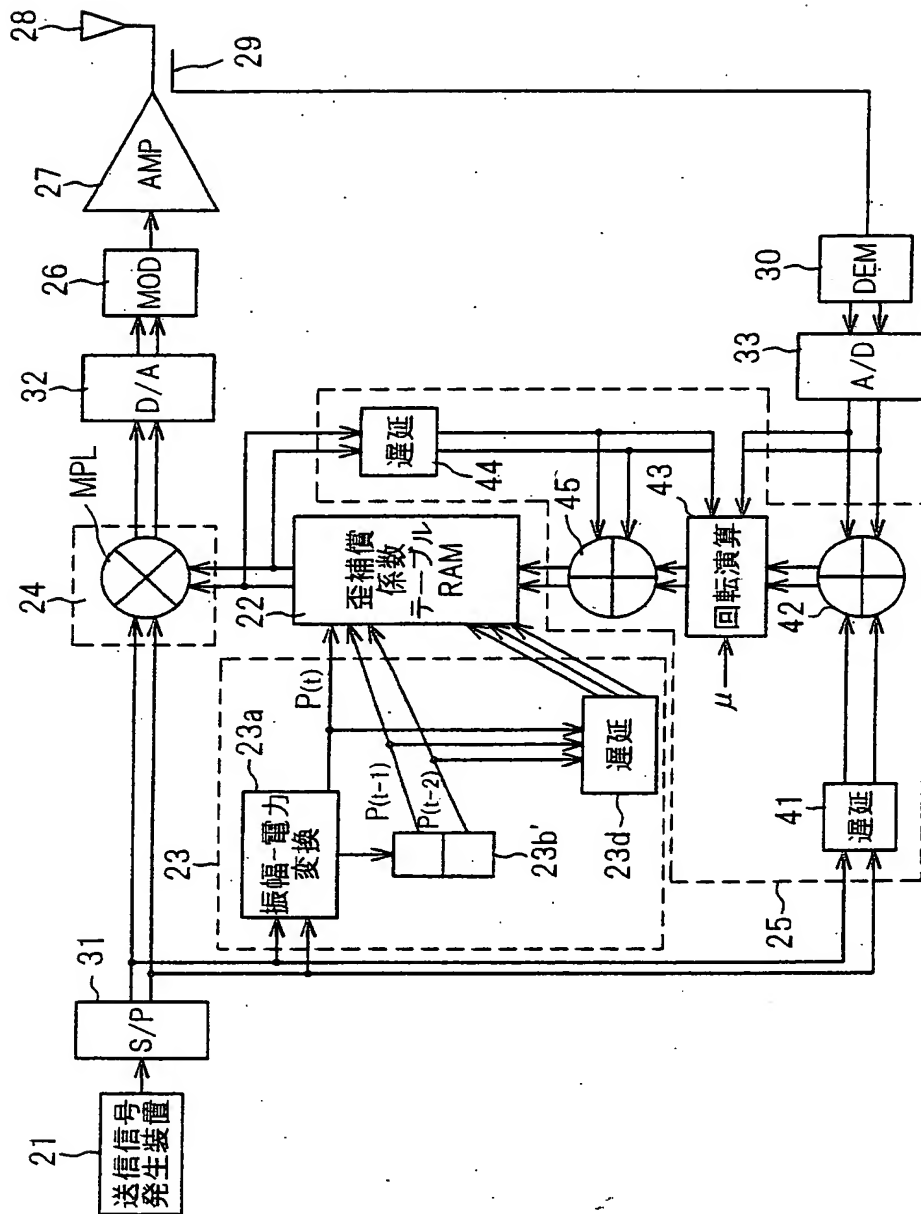 21
送信信号
発生装置
31
S/P
24
MPL
32
D/A
26
MOD
27
AMP
28
29
23
23a
振幅-電力
変換
P(t)
P(t-1)
P(t-2)
23b'
遅延
23d
22
歪補償
係数
テーブル
RAM
遅延
44
45
43
回転演算
μ
42
25
41
遅延
33
A/D
30
DEM